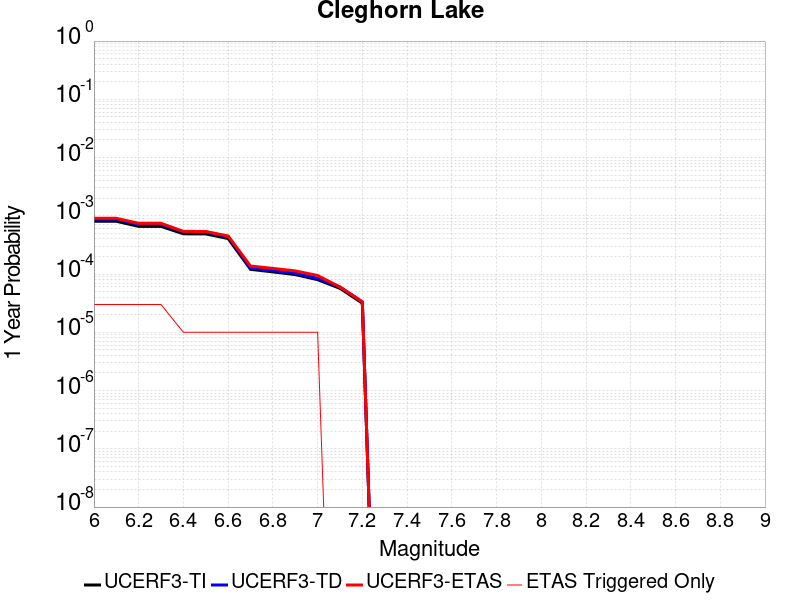 Cleghorn Lake
1 Year Probability
10^0
10^-1
10^-2
10^-3
10^-4
10^-5
10^-6
10^-7
10^-8
6 6.2 6.4 6.6 6.8 7 7.2 7.4 7.6 7.8 8 8.2 8.4 8.6 8.8 9
Magnitude
UCERF3-TI UCERF3-TD UCERF3-ETAS ETAS Triggered Only